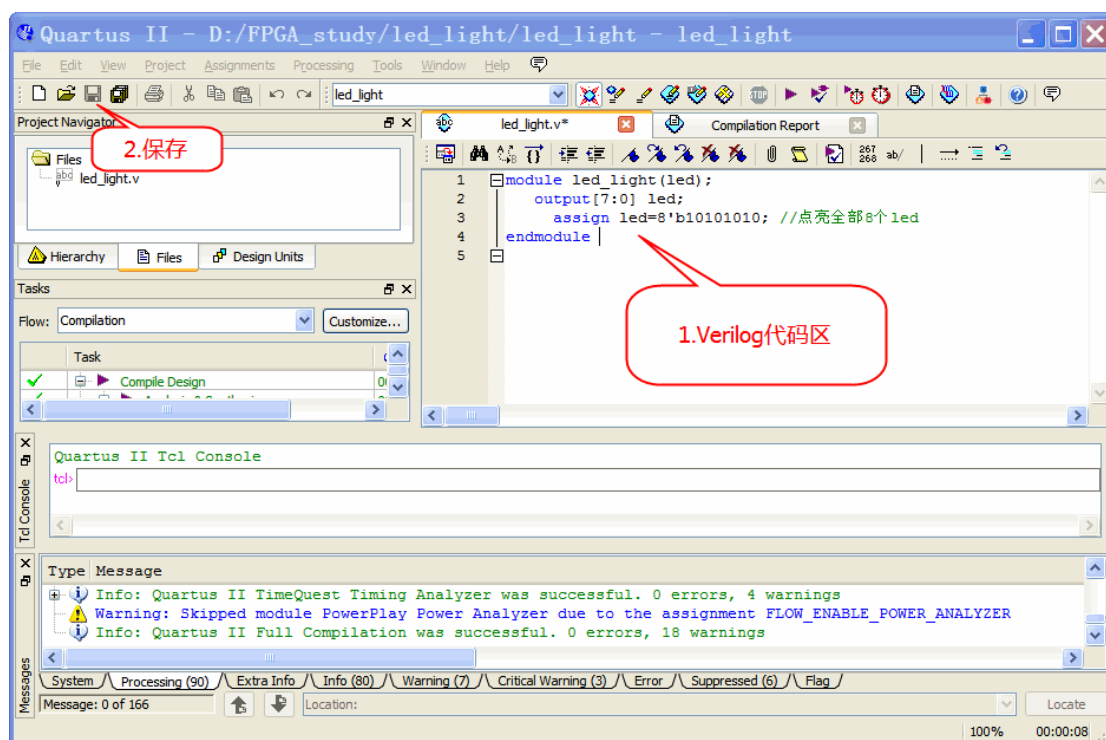 Quartus II - D:/FPGA_study/led_light/led_light - led_light
File Edit View Project Assignments Processing Tools Window Help
led_light
Project Navigator
2.保存
Files
led_light.v
Hierarchy Files Design Units
led_light.v* Compilation Report
267
268 ab/
1 module led_light(led);
2 output[7:0] led;
3 assign led=8'b10101010; //点亮全部8个led
4 endmodule
5
1.Verilog代码区
Tasks
Flow: Compilation Customize...
Task
Compile Design
Tcl Console
Quartus II Tcl Console
tcl>
Messages
Type Message
Info: Quartus II TimeQuest Timing Analyzer was successful. 0 errors, 4 warnings
Warning: Skipped module PowerPlay Power Analyzer due to the assignment FLOW_ENABLE_POWER_ANALYZER
Info: Quartus II Full Compilation was successful. 0 errors, 18 warnings
System Processing (90) Extra Info Info (80) Warning (7) Critical Warning (3) Error Suppressed (6) Flag
Message: 0 of 166 Location: Locate
100% 00:00:08